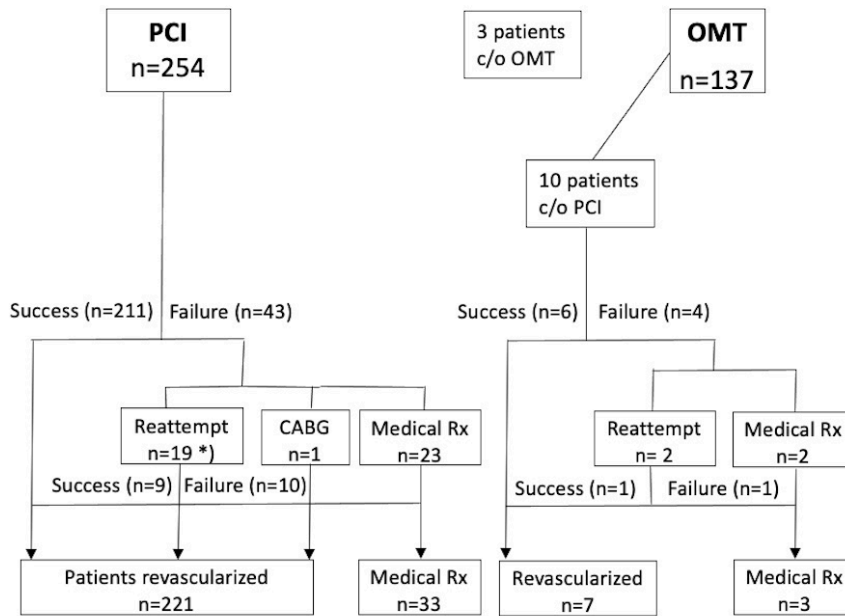 PCI
n=254
3 patients
c/o OMT
OMT
n=137
10 patients
c/o PCI
Success (n=211) Failure (n=43)
Success (n=6) Failure (n=4)
Reattempt
n=19 *)
CABG
n=1
Medical Rx
n=23
Reattempt
n= 2
Medical Rx
n=2
Success (n=9) Failure (n=10)
Success (n=1) Failure (n=1)
Patients revascularized
n=221
Medical Rx
n=33
Revascularized
n=7
Medical Rx
n=3